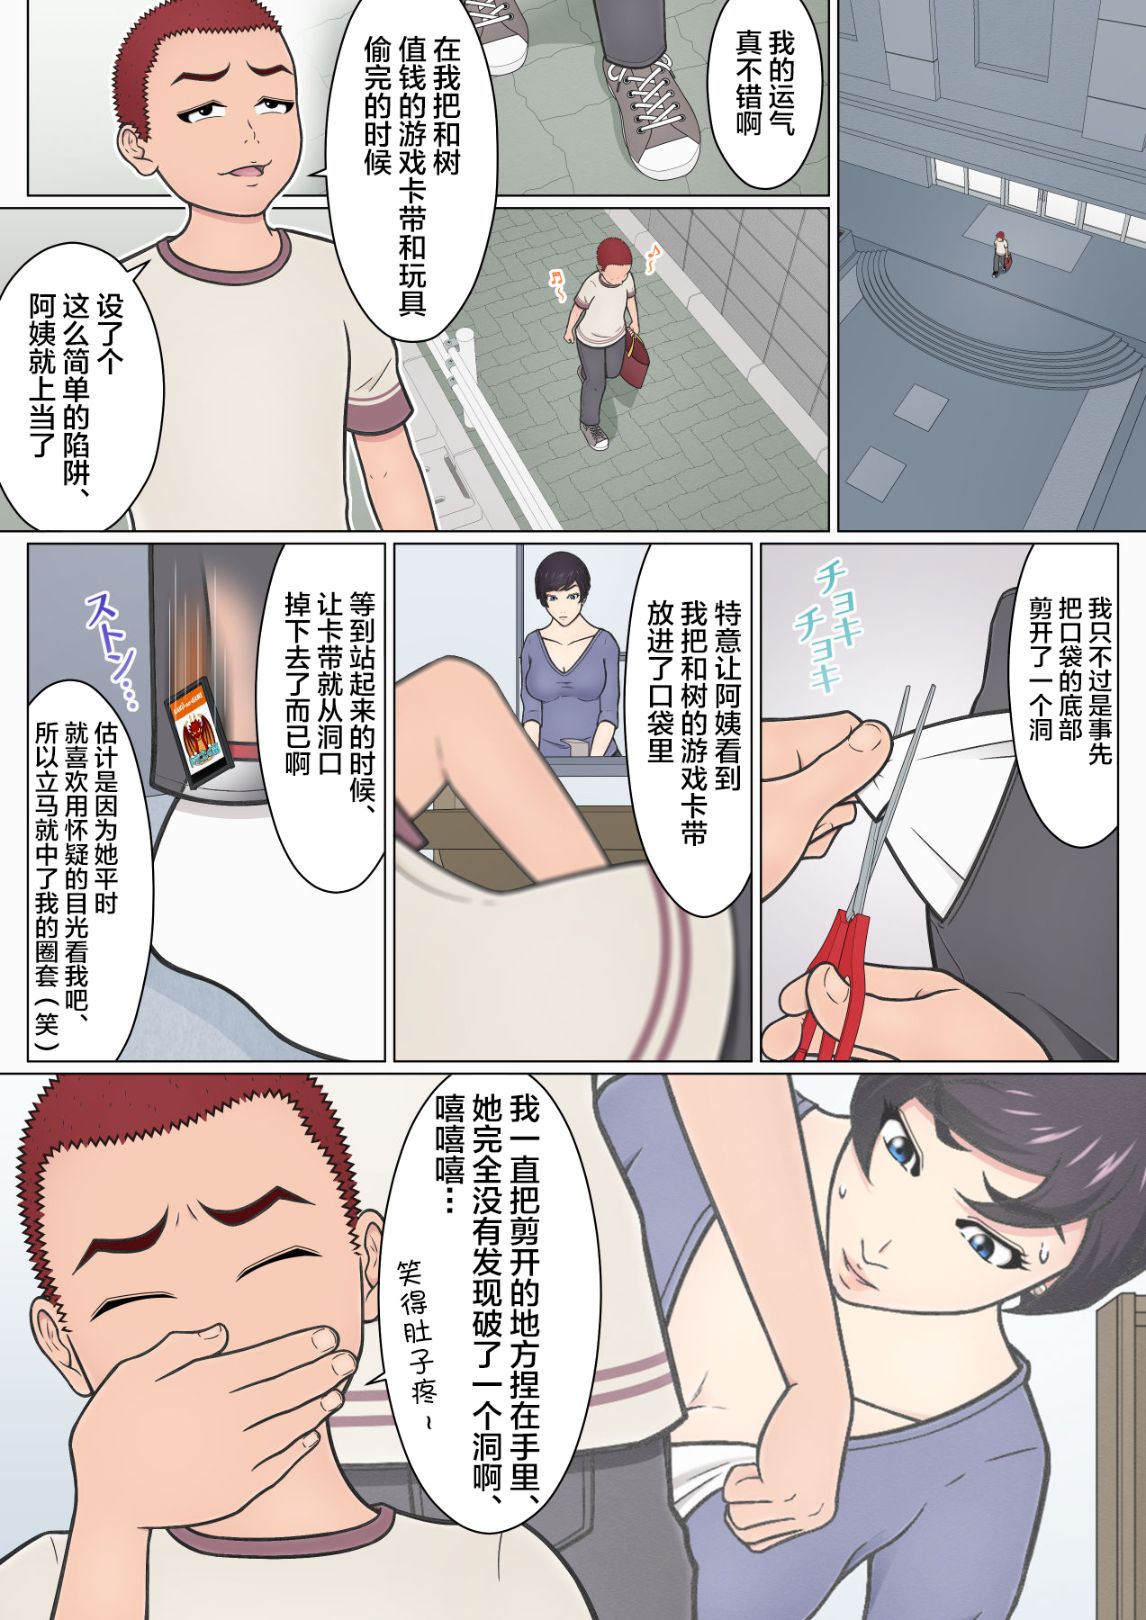 我的运气
真不错啊
在我把和树
值钱的游戏卡带和玩具
偷完的时候
设了个
这么简单的陷阱、
阿姨就上当了
我只不过是事先
把口袋的底部
剪开了一个洞
チョキ
チョキ
特意让阿姨看到
我把和树的游戏卡带
放进了口袋里
等到站起来的时候、
让卡带就从洞口
掉下去了而已啊
ストン…
估计是因为她平时
就喜欢用怀疑的目光看我吧、
所以立马就中了我的圈套(笑)
我一直把剪开的地方捏在手里、
她完全没有发现破了一个洞啊、
嘻嘻嘻…
笑得肚子疼~